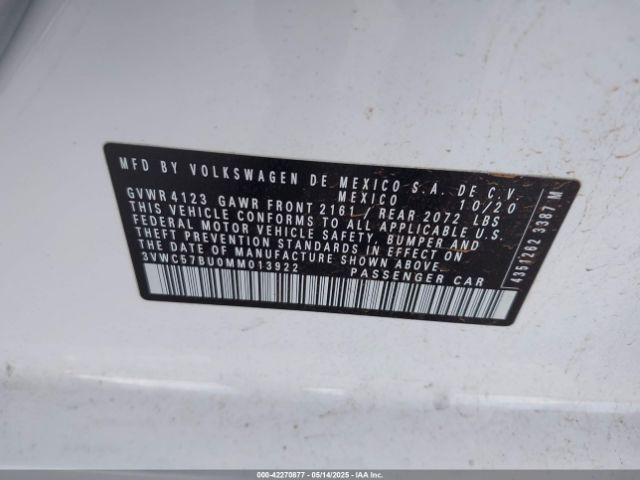 MFD BY VOLKSWAGEN DE MEXICO S.A. DE C.V.
MEXICO 10/20
GVWR 4123 GAWR FRONT 2161 / REAR 2072 LBS
THIS VEHICLE CONFORMS TO ALL APPLICABLE U.S.
FEDERAL MOTOR VEHICLE SAFETY, BUMPER AND
THEFT PREVENTION STANDARDS IN EFFECT ON
THE DATE OF MANUFACTURE SHOWN ABOVE.
3VWC57BU0MM013922 PASSENGER CAR
4351262 3387 M
000-42270877 - 05/14/2025 - IAAI.COM